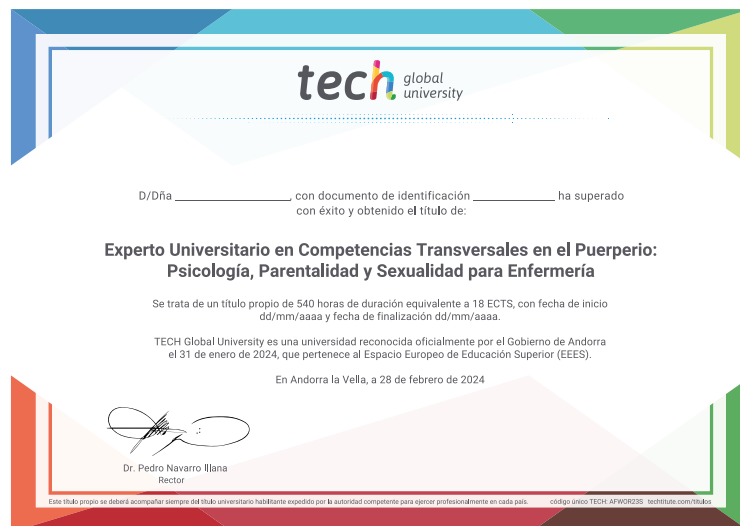 tech global
university
D/Dña ______________, con documento de identificación ____________ ha superado
con éxito y obtenido el título de:
Experto Universitario en Competencias Transversales en el Puerperio:
Psicología, Parentalidad y Sexualidad para Enfermería
Se trata de un título propio de 540 horas de duración equivalente a 18 ECTS, con fecha de inicio
dd/mm/aaaa y fecha de finalización dd/mm/aaaa.
TECH Global University es una universidad reconocida oficialmente por el Gobierno de Andorra
el 31 de enero de 2024, que pertenece al Espacio Europeo de Educación Superior (EEES).
En Andorra la Vella, a 28 de febrero de 2024
Dr. Pedro Navarro Illana
Rector
Este título propio se deberá acompañar siempre del título universitario habilitante expedido por la autoridad competente para ejercer profesionalmente en cada país. código único TECH: AFWOR23S techtitute.com/titulos